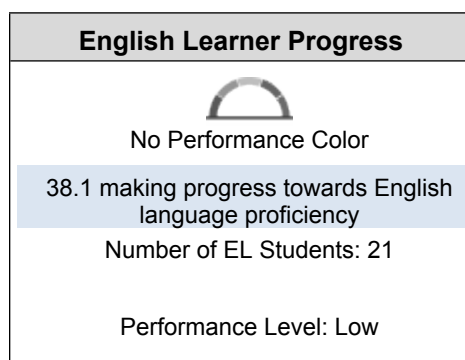 English Learner Progress
No Performance Color
38.1 making progress towards English
language proficiency
Number of EL Students: 21
Performance Level: Low